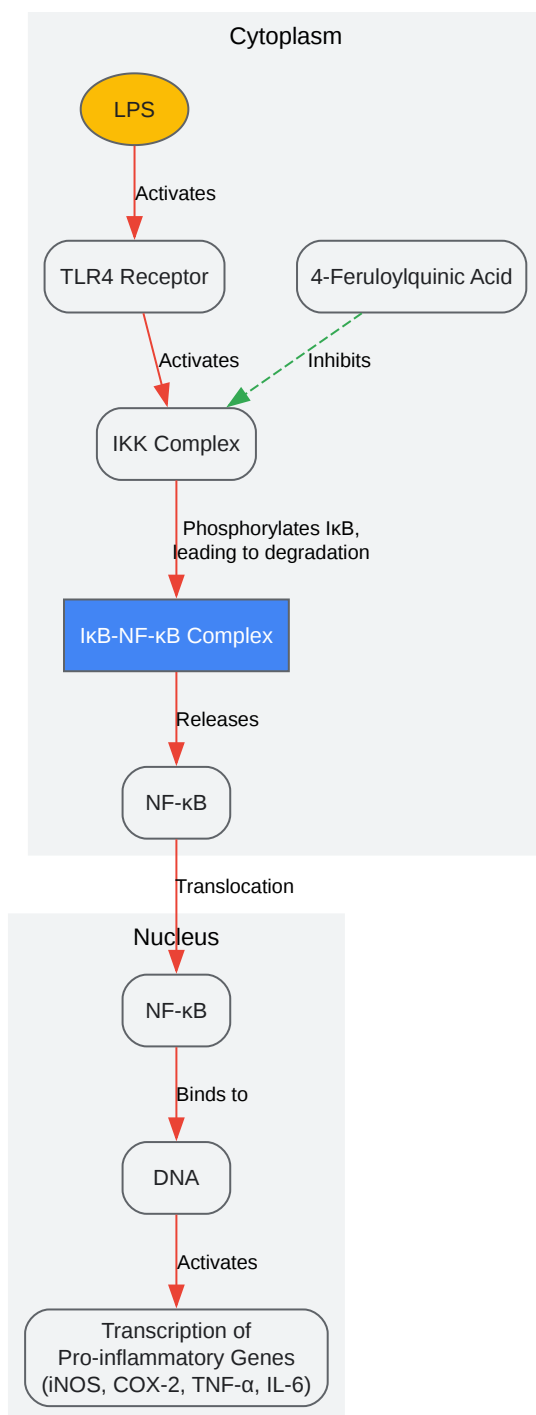 Cytoplasm
LPS
Activates
TLR4 Receptor
4-Feruloylquinic Acid
Activates
Inhibits
IKK Complex
Phosphorylates IκB,
leading to degradation
IκB-NF-κB Complex
Releases
NF-κB
Translocation
Nucleus
NF-κB
Binds to
DNA
Activates
Transcription of
Pro-inflammatory Genes
(iNOS, COX-2, TNF-α, IL-6)